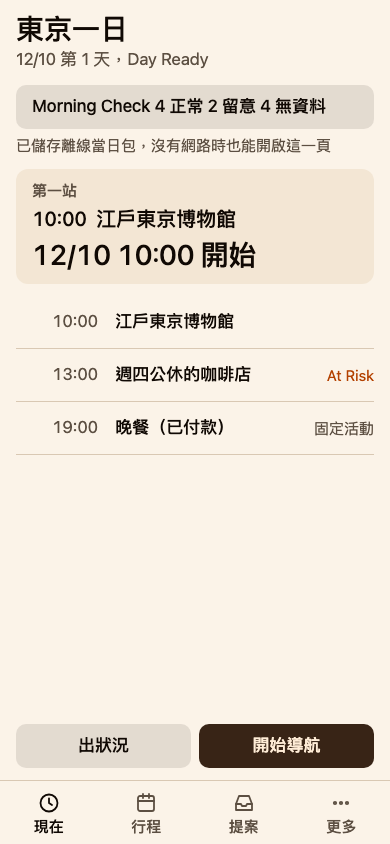 東京一日
12/10 第 1 天，Day Ready
Morning Check 4 正常 2 留意 4 無資料
已儲存離線當日包，沒有網路時也能開啟這一頁
第一站
10:00 江戶東京博物館
12/10 10:00 開始
10:00 江戶東京博物館
13:00 週四公休的咖啡店 At Risk
19:00 晚餐（已付款） 固定活動
出狀況 開始導航
現在 行程 提案 更多